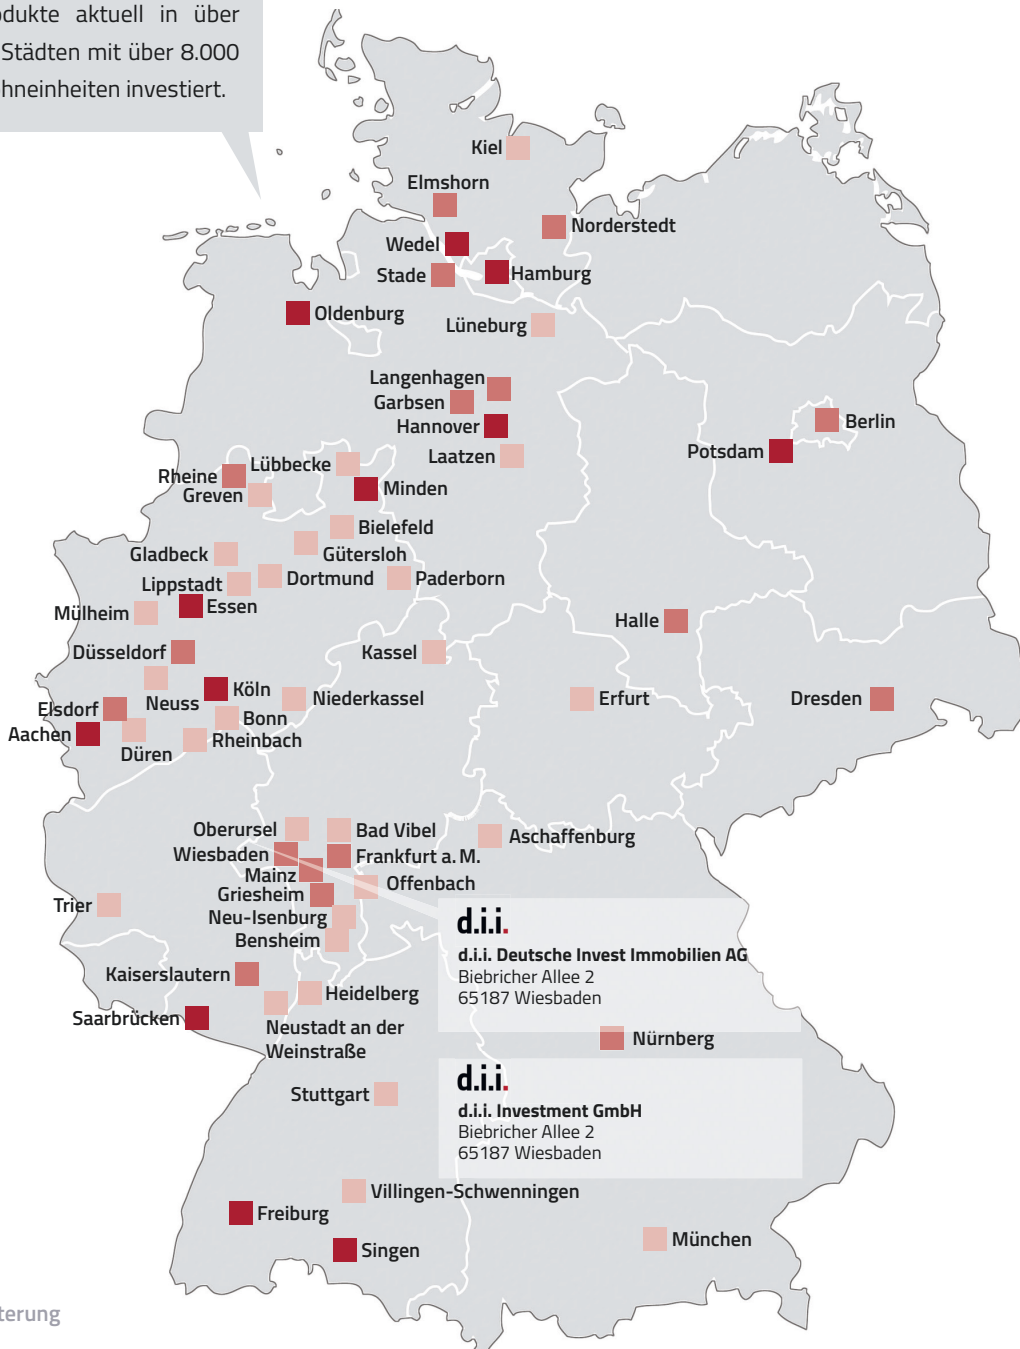 aktuell in über
Städten mit über 8.000
investiert.
Kiel
Elmshorn
Norderstedt
Wedel
Stade
Hamburg
Oldenburg
Lüneburg
Langenhagen
Garbsen
Hannover
Berlin
Potsdam
Laatzen
Lübbecke
Rheine
Greven
Minden
Bielefeld
Gladbeck
Gütersloh
Lippstadt
Dortmund
Paderborn
Mülheim
Essen
Halle
Düsseldorf
Kassel
Neuss
Köln
Niederkassel
Erfurt
Dresden
Elsdorf
Bonn
Aachen
Düren
Rheinbach
Oberursel
Bad Vibel
Aschaffenburg
Wiesbaden
Frankfurt a. M.
Mainz
Offenbach
Griesheim
Trier
Neu-Isenburg
Bensheim
d.i.i.
d.i.i. Deutsche Invest Immobilien AG
Biebricher Allee 2
65187 Wiesbaden
Kaiserslautern
Heidelberg
Saarbrücken
Neustadt an der
Weinstraße
Nürnberg
d.i.i.
d.i.i. Investment GmbH
Biebricher Allee 2
65187 Wiesbaden
Stuttgart
Villingen-Schwenningen
Freiburg
München
Singen